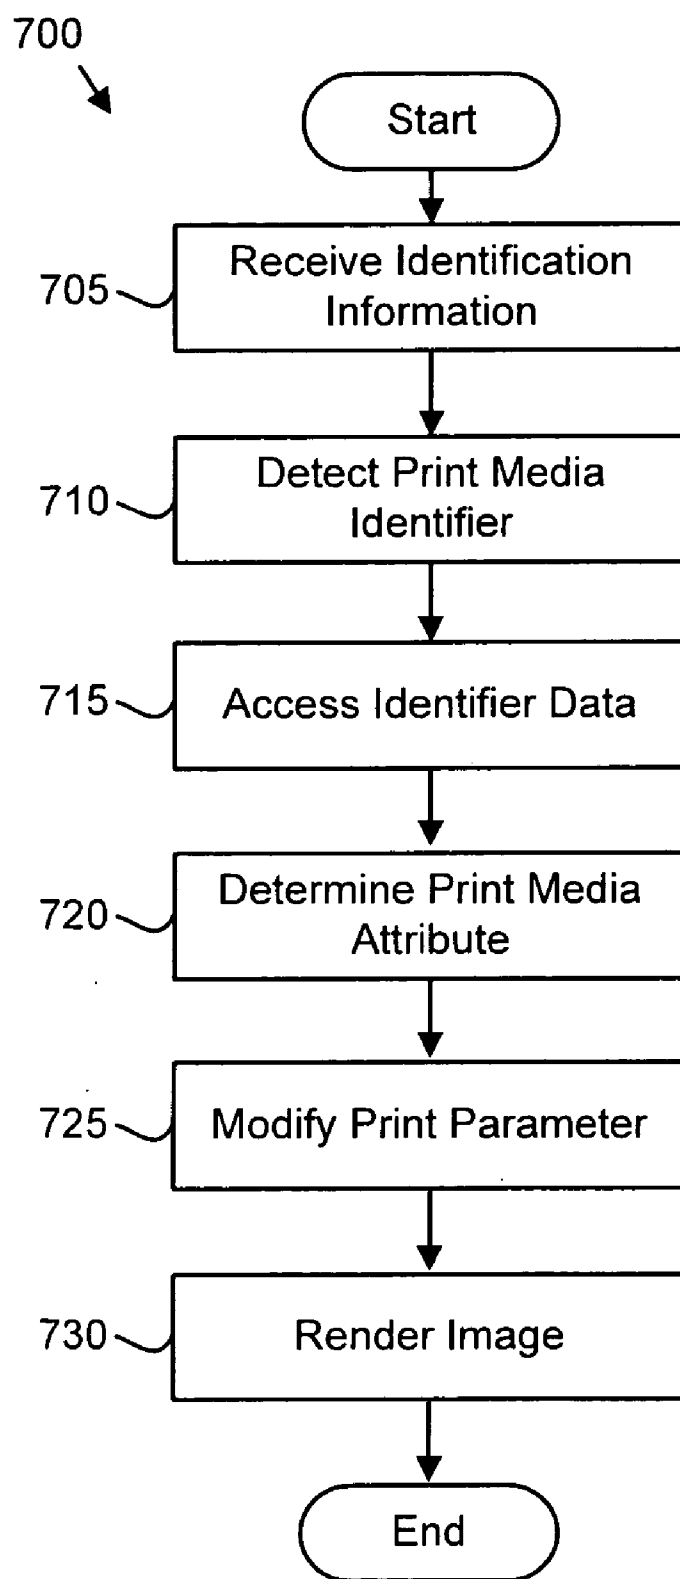 700
Start
705
Receive Identification
Information
710
Detect Print Media
Identifier
715
Access Identifier Data
720
Determine Print Media
Attribute
725
Modify Print Parameter
730
Render Image
End